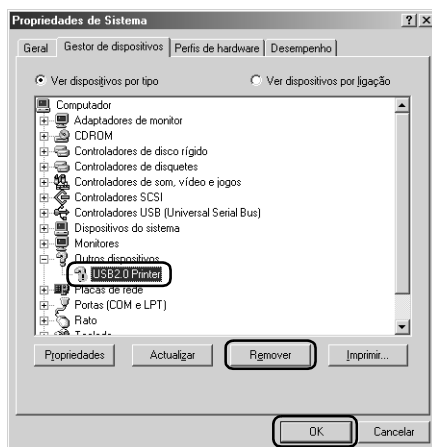 Propriedades de Sistema
Geral Gestor de dispositivos Perfis de hardware Desempenho
Ver dispositivos por tipo Ver dispositivos por ligação
Computador
Adaptadores de monitor
CDROM
Controladores de disco rígido
Controladores de disquetes
Controladores de som, vídeo e jogos
Controladores SCSI
Controladores USB (Universal Serial Bus)
Dispositivos do sistema
Monitores
Outros dispositivos
USB2.0 Printer
Placas de rede
Portas (COM e LPT)
Rato
Teclado
Propriedades Actualizar Remover Imprimir...
OK Cancelar